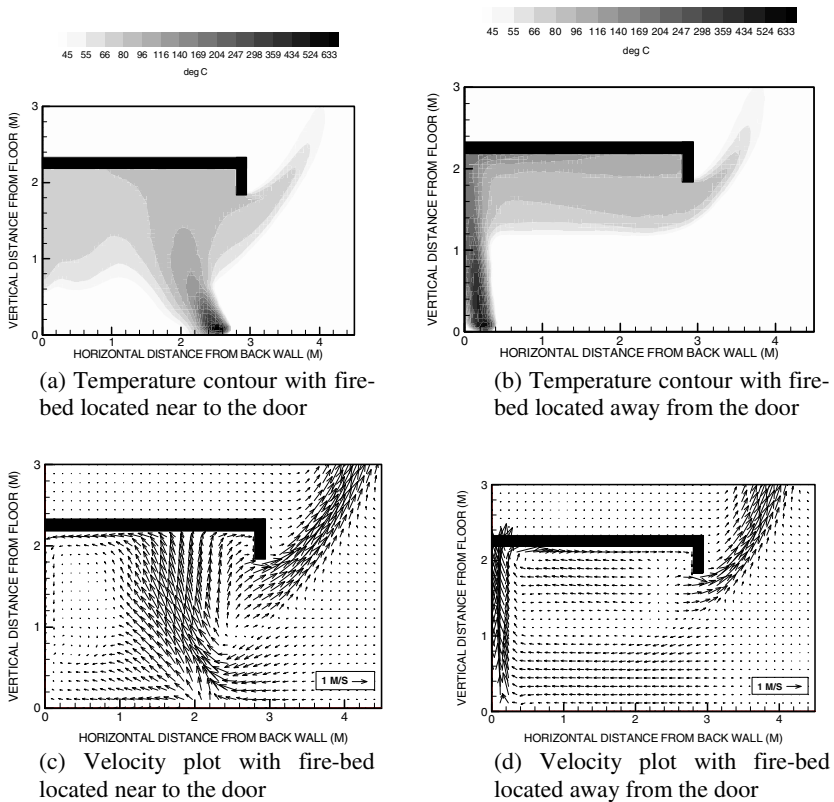 45 55 66 80 96 116 140 169 204 247 298 359 434 524 633
deg C
VERTICAL DISTANCE FROM FLOOR (M)
3
2
1
0
0 1 2 3 4
HORIZONTAL DISTANCE FROM BACK WALL (M)
(a) Temperature contour with fire-
bed located near to the door
45 55 66 80 96 116 140 169 204 247 298 359 434 524 633
deg C
VERTICAL DISTANCE FROM FLOOR (M)
3
2
1
0
0 1 2 3 4
HORIZONTAL DISTANCE FROM BACK WALL (M)
(b) Temperature contour with fire-
bed located away from the door
VERTICAL DISTANCE FROM FLOOR (M)
3
2
1
0
1 M/S
0 1 2 3 4
HORIZONTAL DISTANCE FROM BACK WALL (M)
(c) Velocity plot with fire-bed
located near to the door
VERTICAL DISTANCE FROM FLOOR (M)
3
2
1
0
1 M/S
0 1 2 3 4
HORIZONTAL DISTANCE FROM BACK WALL (M)
(d) Velocity plot with fire-bed
located away from the door